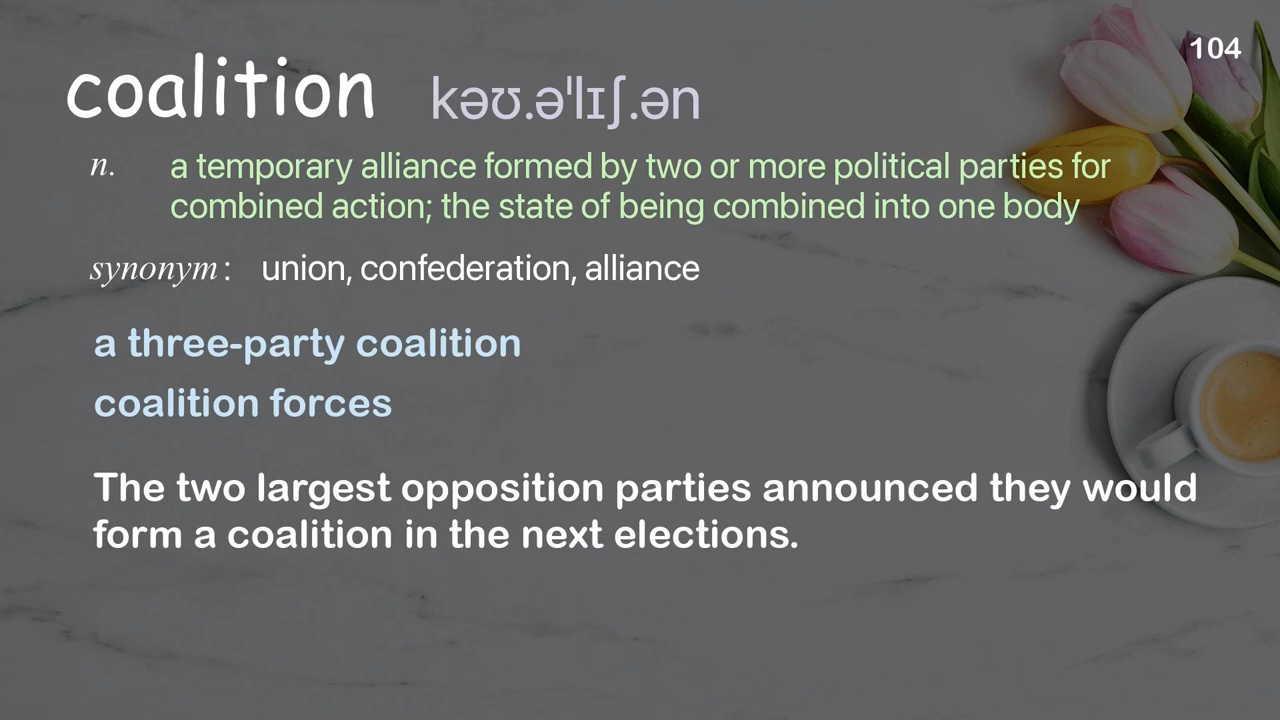 104
coalition kəʊ.əˈlɪʃ.ən
n. a temporary alliance formed by two or more political parties for
combined action; the state of being combined into one body
synonym: union, confederation, alliance
a three-party coalition
coalition forces
The two largest opposition parties announced they would
form a coalition in the next elections.